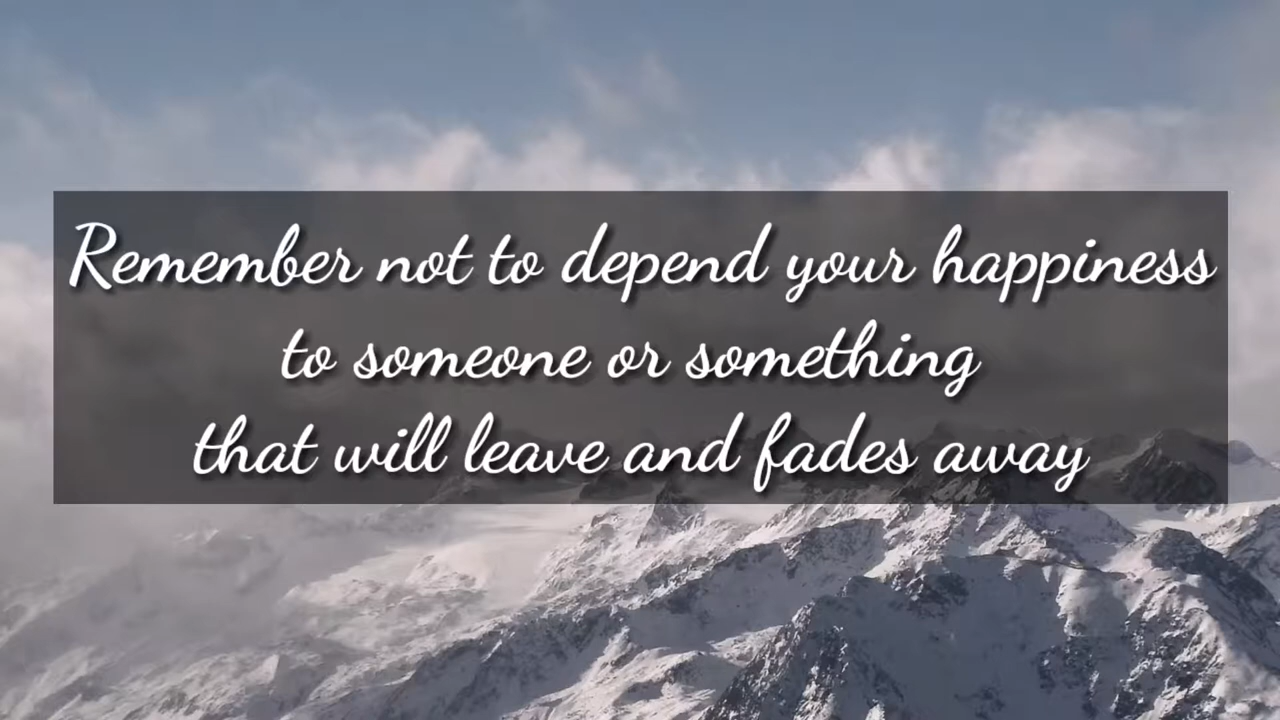 Remember not to depend your happiness
to someone or something
that will leave and fades away